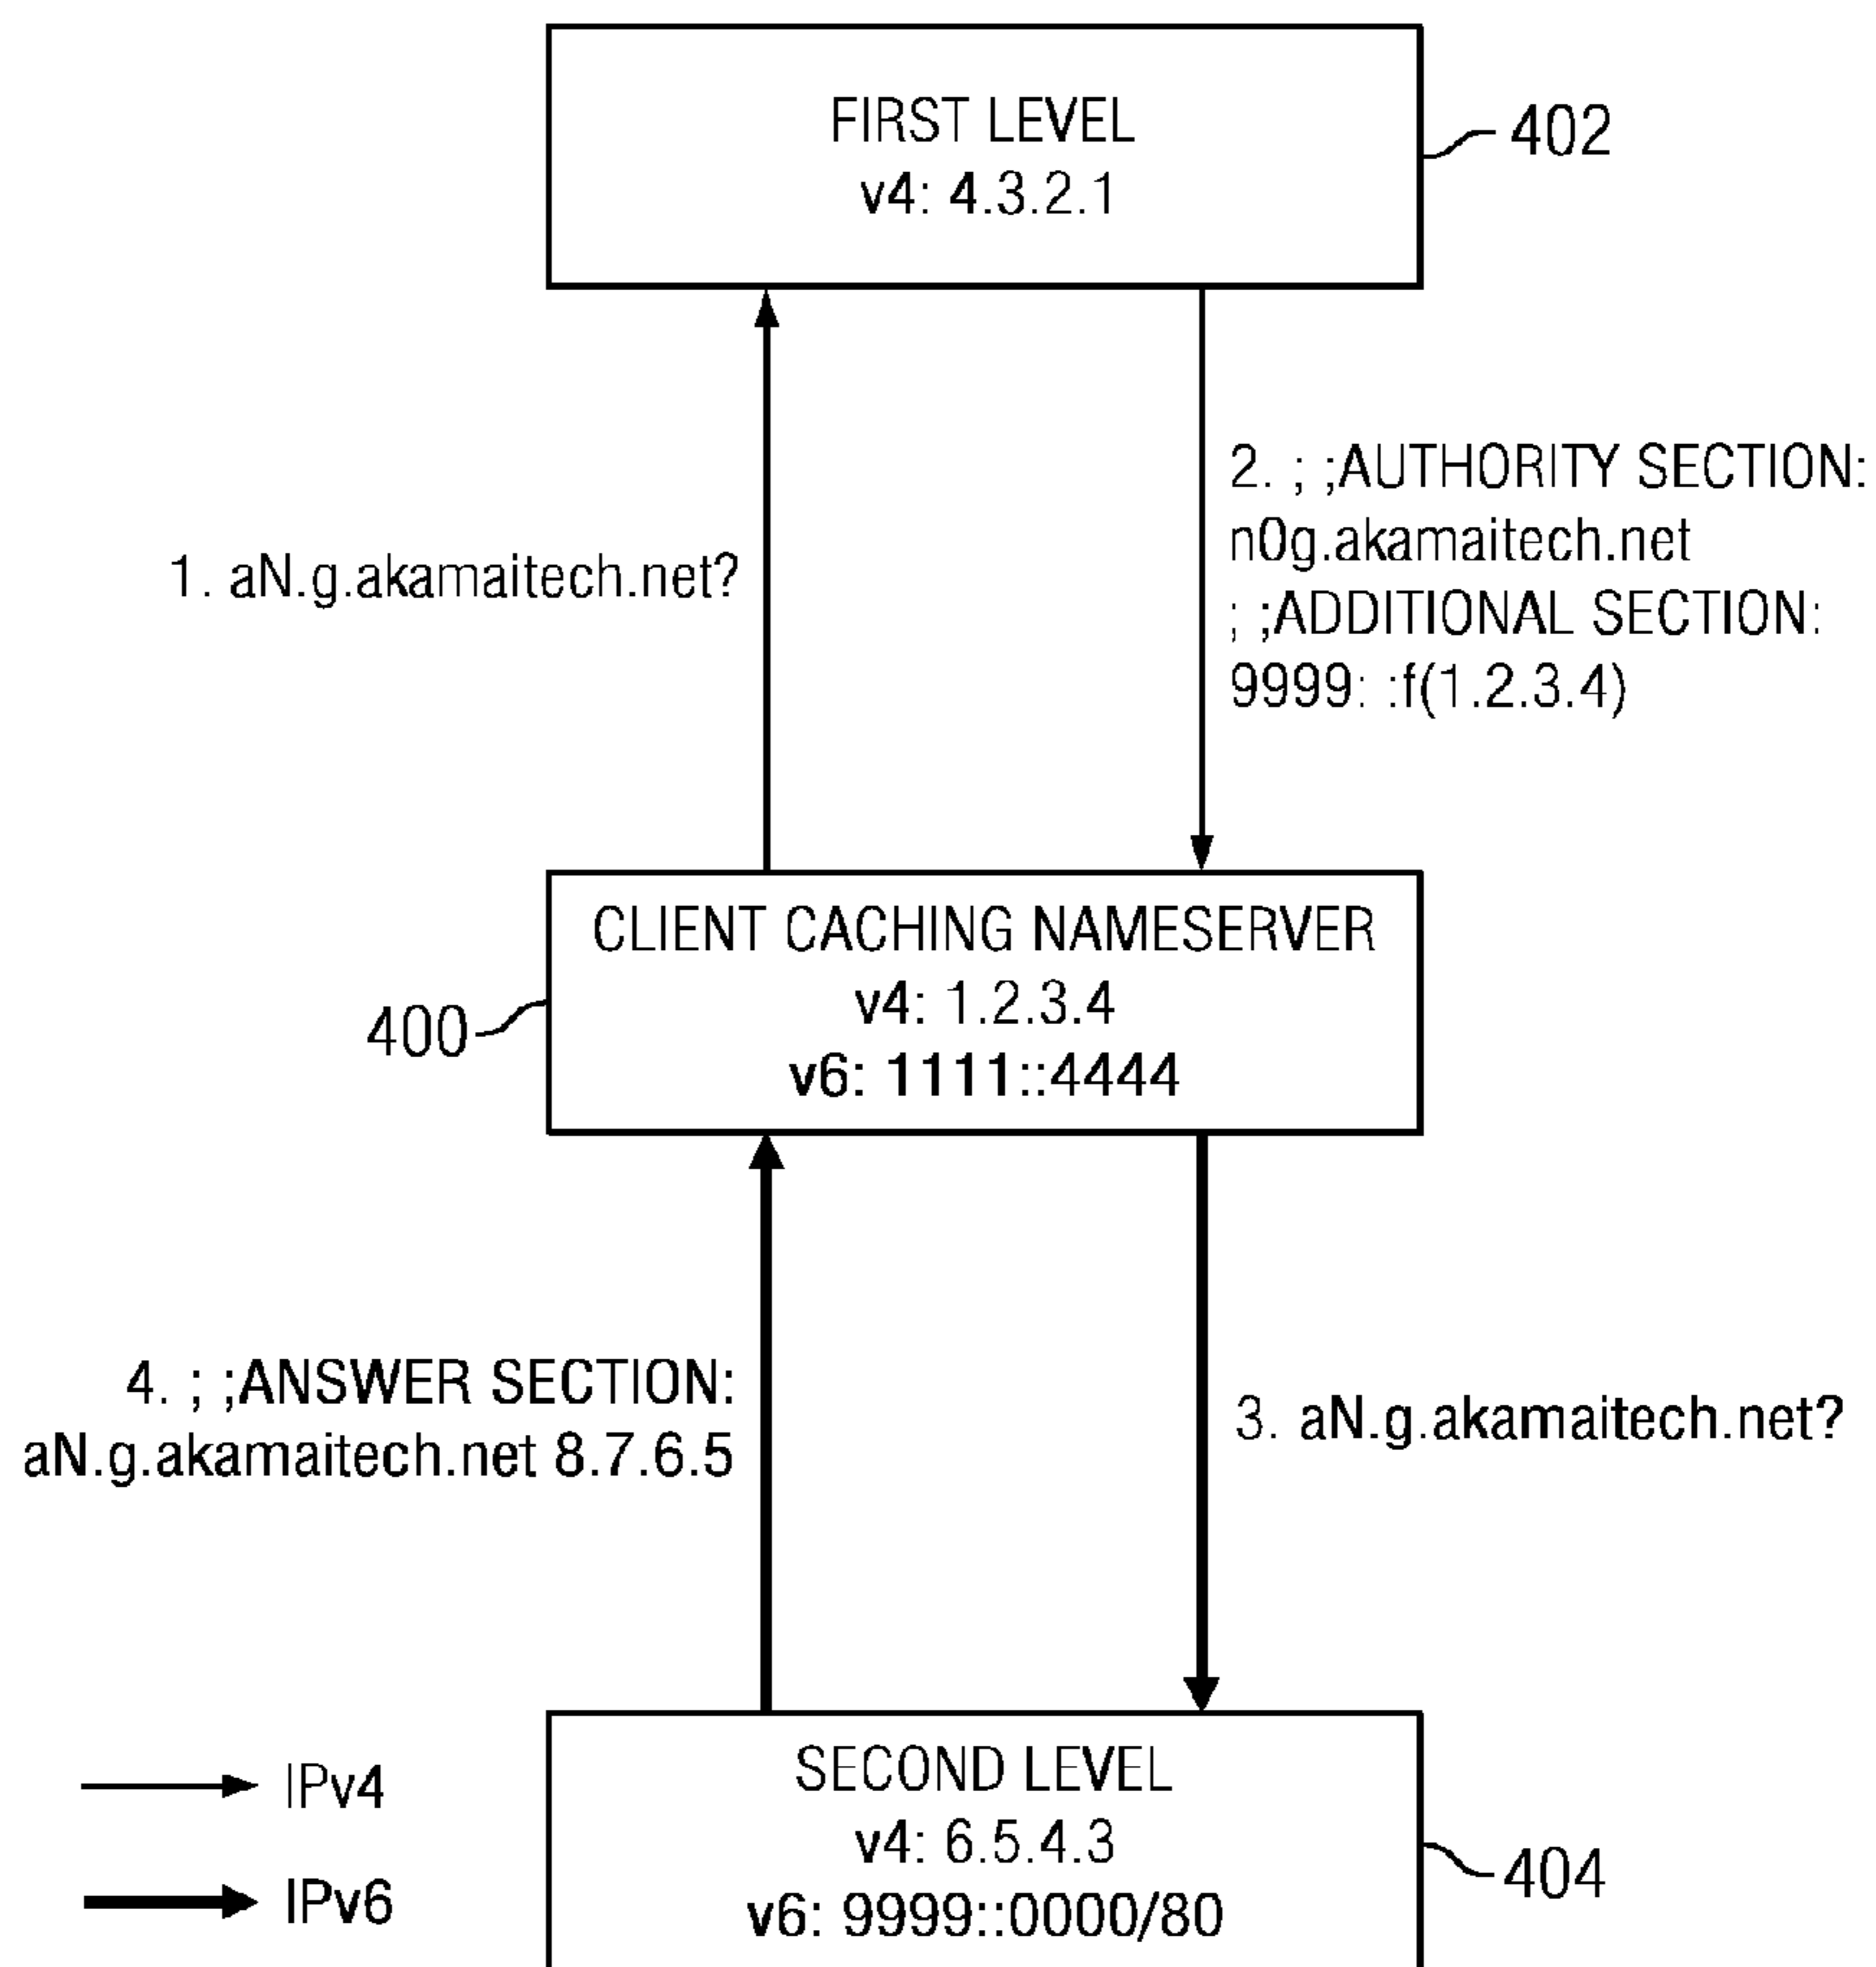 FIRST LEVEL
v4: 4.3.2.1
402
1. aN.g.akamaitech.net?
2. ; ;AUTHORITY SECTION:
n0g.akamaitech.net
; ;ADDITIONAL SECTION:
9999: :f(1.2.3.4)
CLIENT CACHING NAMESERVER
v4: 1.2.3.4
v6: 1111::4444
400
4. ; ;ANSWER SECTION:
aN.g.akamaitech.net 8.7.6.5
3. aN.g.akamaitech.net?
SECOND LEVEL
v4: 6.5.4.3
v6: 9999::0000/80
404
IPv4
IPv6